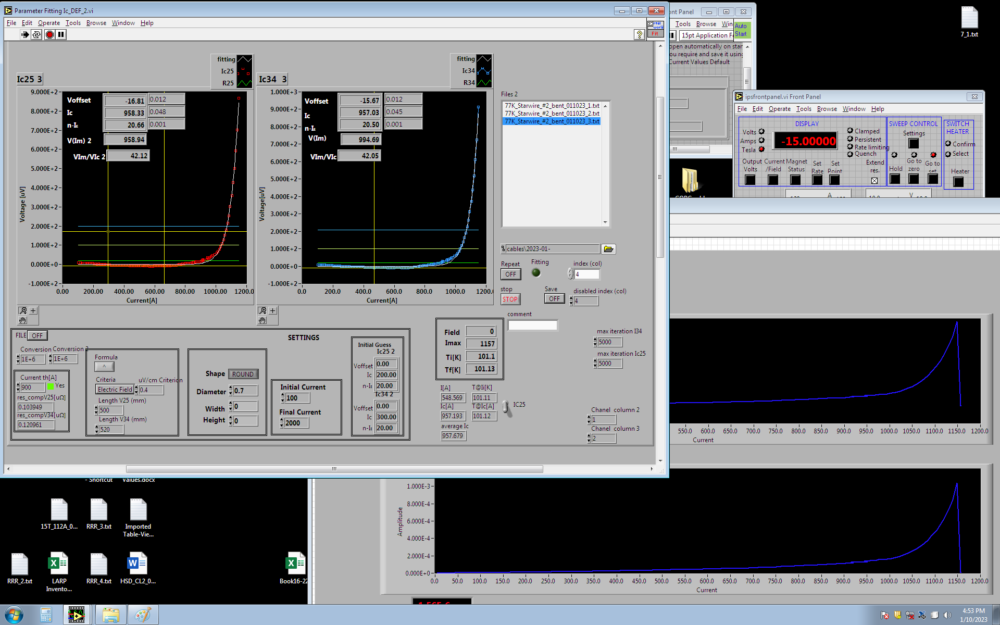 Parameter Fitting Ic_DEF_2.vi
File Edit Operate Tools Browse Window Help
real world
Fit
fitting
Ic25
R25
Ic25 3
fitting
Ic34
R34
Ic34 3
9.000E+2
8.000E+2
7.000E+2
6.000E+2
5.000E+2
4.000E+2
3.000E+2
2.000E+2
1.000E+2
0.000E+0
-1.000E+2
Voltage [uV]
Voffset -16.81 0.012
Ic 958.33 0.048
n-IE 20.66 0.001
V(Im) 2 958.94
VIm/VIc 2 42.12
0.00 200.00 400.00 600.00 800.00 1000.0 1200.0
Current[A]
1.000E+3
9.000E+2
8.000E+2
7.000E+2
6.000E+2
5.000E+2
4.000E+2
3.000E+2
2.000E+2
1.000E+2
0.000E+0
-1.000E+2
Voltage[uV]
Voffset -15.67 0.012
Ic 957.03 0.045
n-IE 20.50 0.001
V(Im) 994.69
VIm/VIc 42.05
0.00 200.0 400.0 600.0 800.0 1000.0 1200.
Current[A]
Files 2
77K_Starwire_#2_bent_011023_1.txt
77K_Starwire_#2_bent_011023_2.txt
77K_Starwire_#2_bent_011023_3.txt
cables\2023-01-
Repeat
OFF
Fitting
index (col)
4
stop
STOP
Save
OFF
disabled index (col)
4
comment
FILE OFF
SETTINGS
Conversion Conversion 2
1E+6 1E+6
Current th[A]
900 Yes
res_compV25[uΩ]
0.103949
res_compV34[uΩ]
0.120961
Formula
^
Criteria uV/cm Criterion
Electric Field 0.4
Length V25 (mm)
500
Length V34 (mm)
520
Shape ROUND
Diameter 0.7
Width 0
Height 0
Initial Current
100
Final Current
2000
Initial Guess
Ic25 2
Voffset 0.00
Ic 200.00
n-IE 20.00
Ic34 2
Voffset 0.00
Ic 300.00
n-IE 20.00
Field 0
Imax 1157
Ti[K] 101.1
Tf[K] 101.13
I[A] T@Ii[K]
548.569 101.11
Ic[A] T@Ic[A]
957.193 101.12
average Ic
957.679
IC25
max iteration I34
5000
max iteration Ic25
5000
Chanel column 2
1
Chanel column 3
2
ont Panel
Tools Browse Win
Auto Start
15pt Application Fo
open automatically on star
you require and save it using
Current Values Default
7_1.txt
ipsfrontpanel.vi Front Panel
File Edit Operate Tools Browse Window Help
DISPLAY
Volts
Amps
Tesla
-15.00000
Clamped
Persistent
Rate limiting
Quench
Output Volts
Current /Field
Magnet Status
Set Rate
Set Point
Extend res.
SWEEP CONTROL
Settings
Hold
Go to zero
Go to set
SWITCH HEATER
Confirm
Select
Heater
A
V
550.0 600.0 650.0 700.0 750.0 800.0 850.0 900.0 950.0 1000.0 1050.0 1100.0 1150.0 1200.0
Current
1.000E-3
8.000E-4
6.000E-4
4.000E-4
2.000E-4
0.000E+0
Amplitude
0.0 50.0 100.0 150.0 200.0 250.0 300.0 350.0 400.0 450.0 500.0 550.0 600.0 650.0 700.0 750.0 800.0 850.0 900.0 950.0 1000.0 1050.0 1100.0 1150.0 1200.0
Current
- Shortcut
Values.docx
15T_112A_0...
RRR_3.txt
Imported Table-Vie...
RRR_2.txt
LARP Invento...
RRR_4.txt
HSD_CL2_0...
Book16-22
4:53 PM
1/10/2023